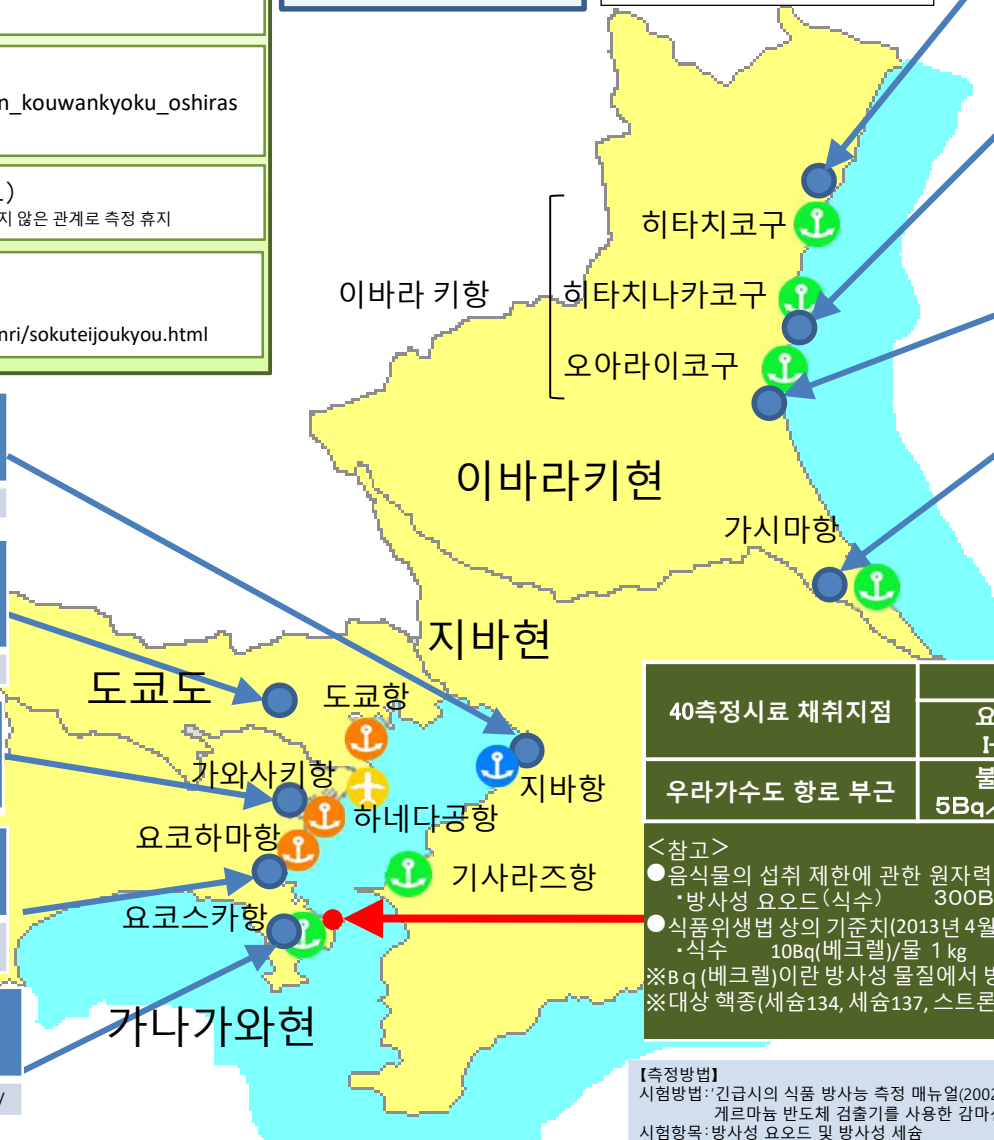 n_kouwankyoku_oshiras
지 않은 관계로 측정 휴지
nri/sokuteijoukyou.html
히타치코구
이바라 키항
히타치나카코구
오아라이코구
이바라키현
가시마항
지바현
도쿄도
도쿄항
가와사키항
지바항
하네다공항
요코하마항
기사라즈항
요코스카항
가나가와현
40측정시료 채취지점
요
I-
우라가수도 항로 부근
불
5Bq/
<참고>
●음식물의 섭취 제한에 관한 원자력
・방사성 요오드(식수) 300B
●식품위생법 상의 기준치(2013년 4월
・식수 10Bq(베크렐)/물 1 kg
※Bq(베크렐)이란 방사성 물질에서 방
※대상 핵종(세슘134, 세슘137, 스트론
【측정방법】
시험방법:‘긴급시의 식품 방사능 측정 매뉴얼(2002
게르마늄 반도체 검출기를 사용한 감마선
시험항목:방사성 요오드 및 방사성 세슘